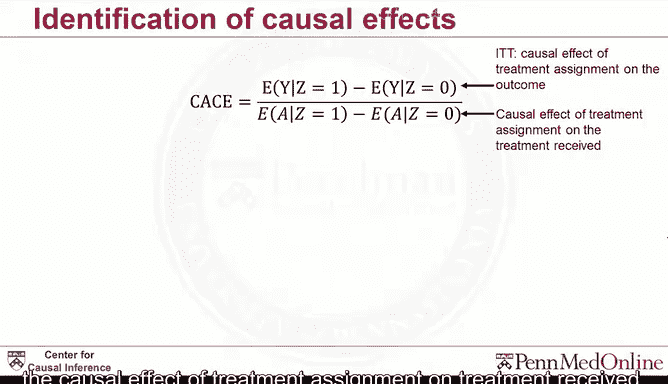 Identification of causal effects
CACE = E(Y|Z = 1) − E(Y|Z = 0)
E(A|Z = 1) − E(A|Z = 0)
ITT: causal effect of
treatment assignment on the
outcome
Causal effect of treatment
assignment on the
treatment received
Center for
Causal Inference
PennMedOnline
the causal effect of treatment assignment on treatment received